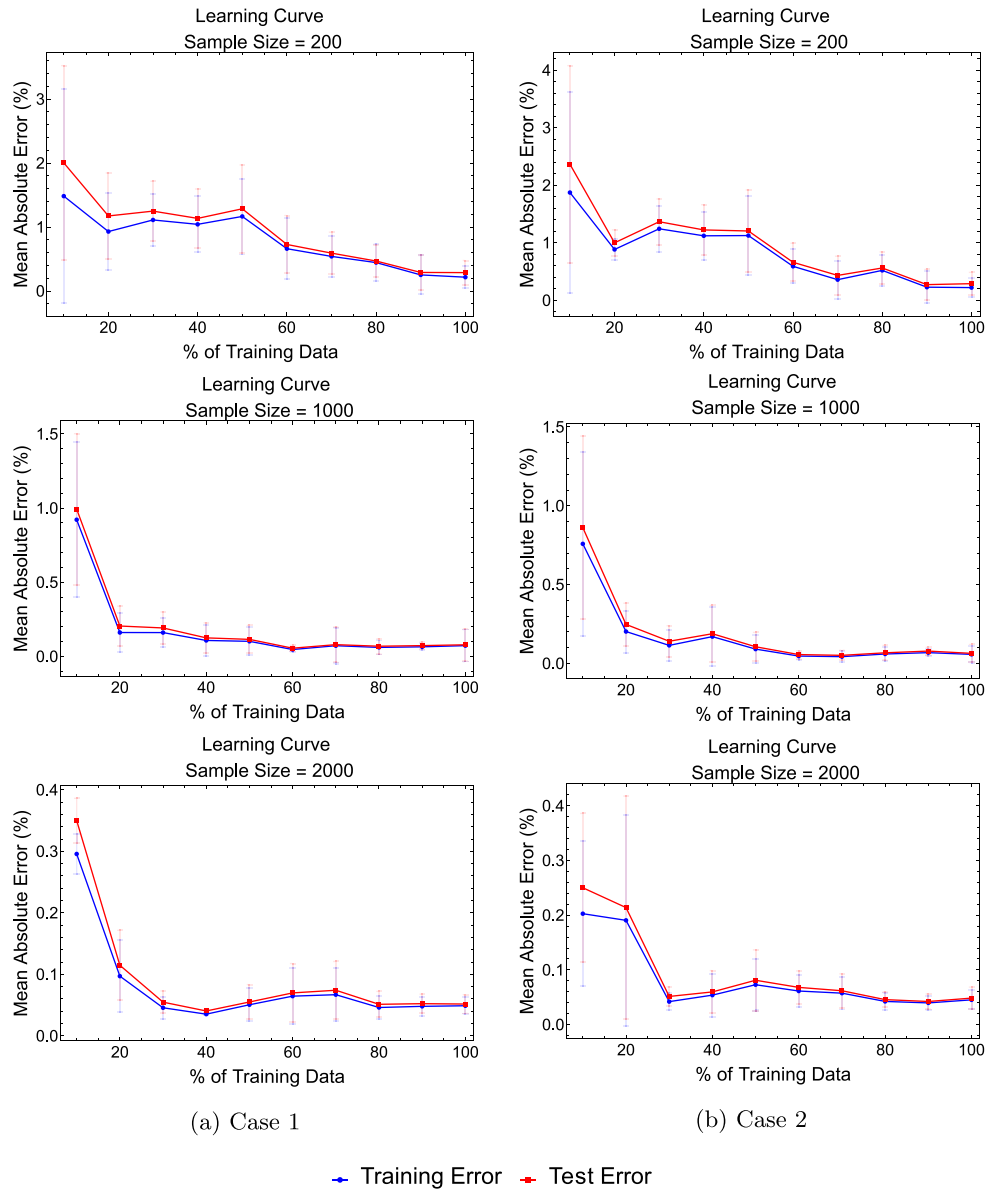 Learning Curve
Sample Size = 200
Mean Absolute Error (%)
3
2
1
0
20 40 60 80 100
% of Training Data
Learning Curve
Sample Size = 200
Mean Absolute Error (%)
4
3
2
1
0
20 40 60 80 100
% of Training Data
Learning Curve
Sample Size = 1000
Mean Absolute Error (%)
1.5
1.0
0.5
0.0
20 40 60 80 100
% of Training Data
Learning Curve
Sample Size = 1000
Mean Absolute Error (%)
1.5
1.0
0.5
0.0
20 40 60 80 100
% of Training Data
Learning Curve
Sample Size = 2000
Mean Absolute Error (%)
0.4
0.3
0.2
0.1
0.0
20 40 60 80 100
% of Training Data
Learning Curve
Sample Size = 2000
Mean Absolute Error (%)
0.4
0.3
0.2
0.1
0.0
20 40 60 80 100
% of Training Data
(a) Case 1
(b) Case 2
Training Error Test Error